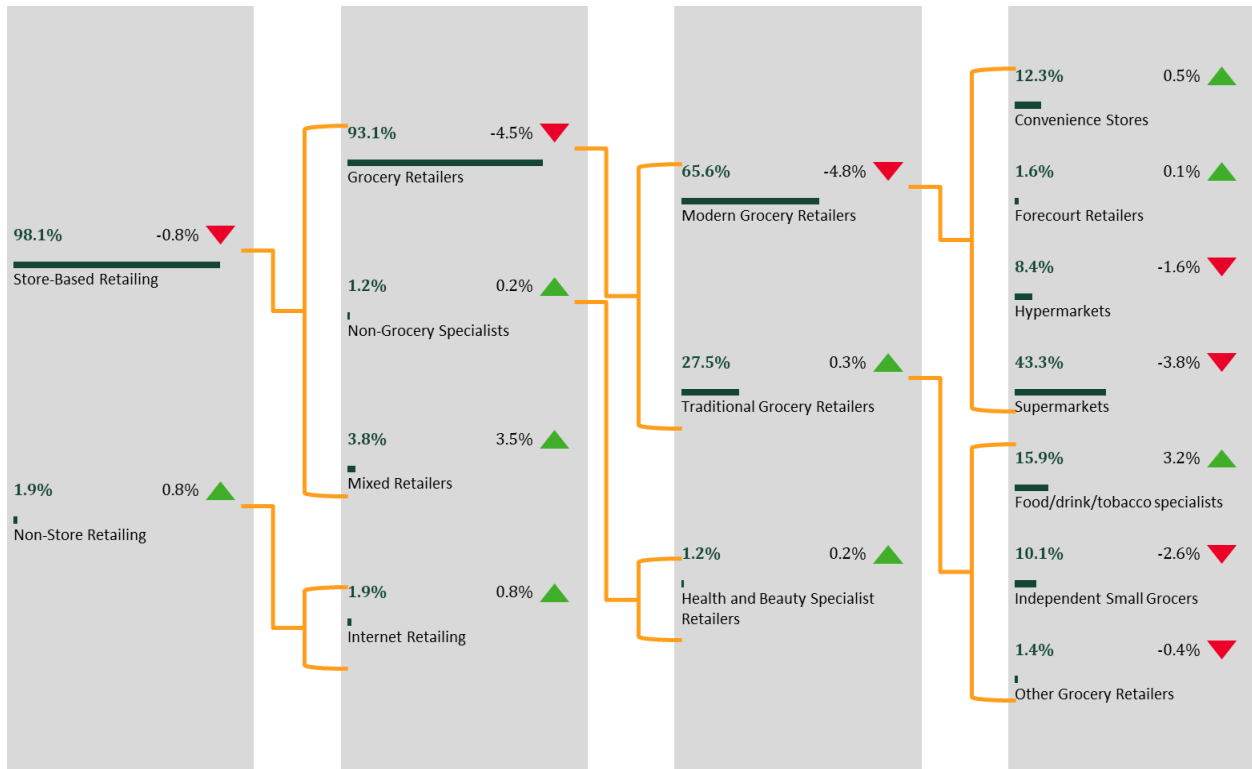 98.1% -0.8%
Store-Based Retailing
1.9% 0.8%
Non-Store Retailing
93.1% -4.5%
Grocery Retailers
1.2% 0.2%
Non-Grocery Specialists
3.8% 3.5%
Mixed Retailers
1.9% 0.8%
Internet Retailing
65.6% -4.8%
Modern Grocery Retailers
27.5% 0.3%
Traditional Grocery Retailers
1.2% 0.2%
Health and Beauty Specialist
Retailers
12.3% 0.5%
Convenience Stores
1.6% 0.1%
Forecourt Retailers
8.4% -1.6%
Hypermarkets
43.3% -3.8%
Supermarkets
15.9% 3.2%
Food/drink/tobacco specialists
10.1% -2.6%
Independent Small Grocers
1.4% -0.4%
Other Grocery Retailers